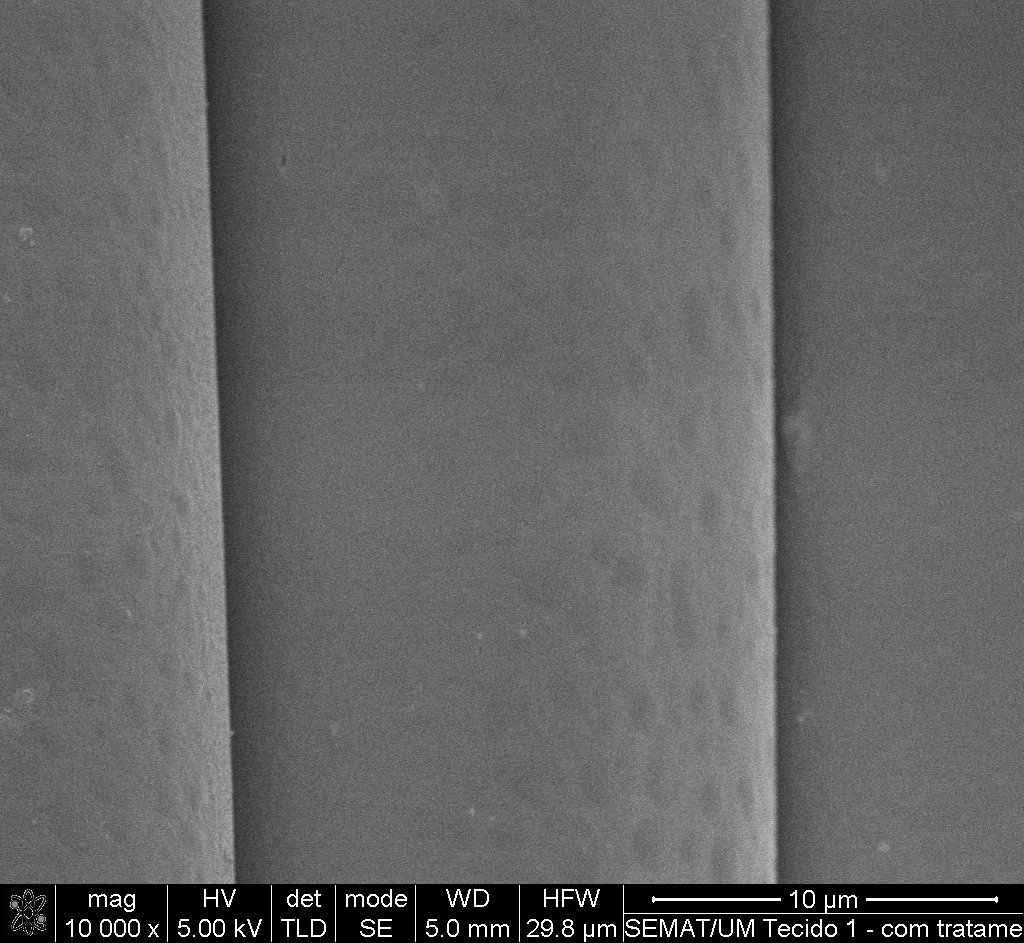 mag HV det mode WD HFW 10 µm
10 000 x 5.00 kV TLD SE 5.0 mm 29.8 µm SEMAT/UM Tecido 1 - com tratame